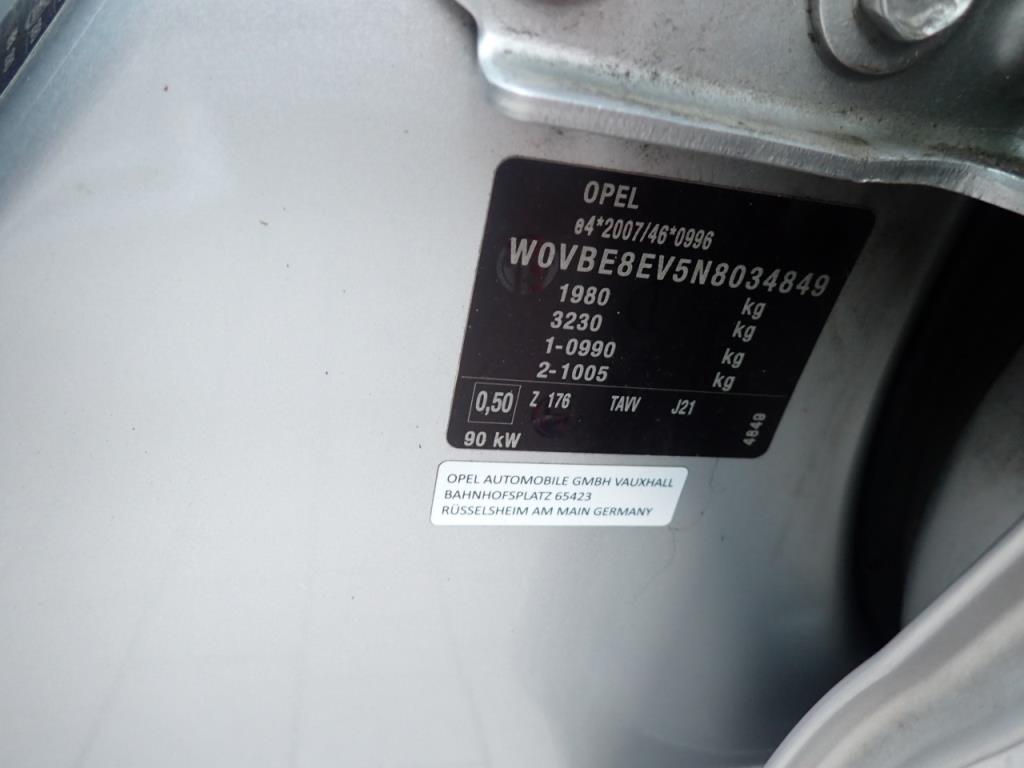 OPEL
e4*2007/46*0996
W0VBE8EV5N8034849
1980 kg
3230 kg
1-0990 kg
2-1005 kg
0,50 Z 176 TAVV J21
4849
90 kW
OPEL AUTOMOBILE GMBH VAUXHALL
BAHNHOFSPLATZ 65423
RÜSSELSHEIM AM MAIN GERMANY